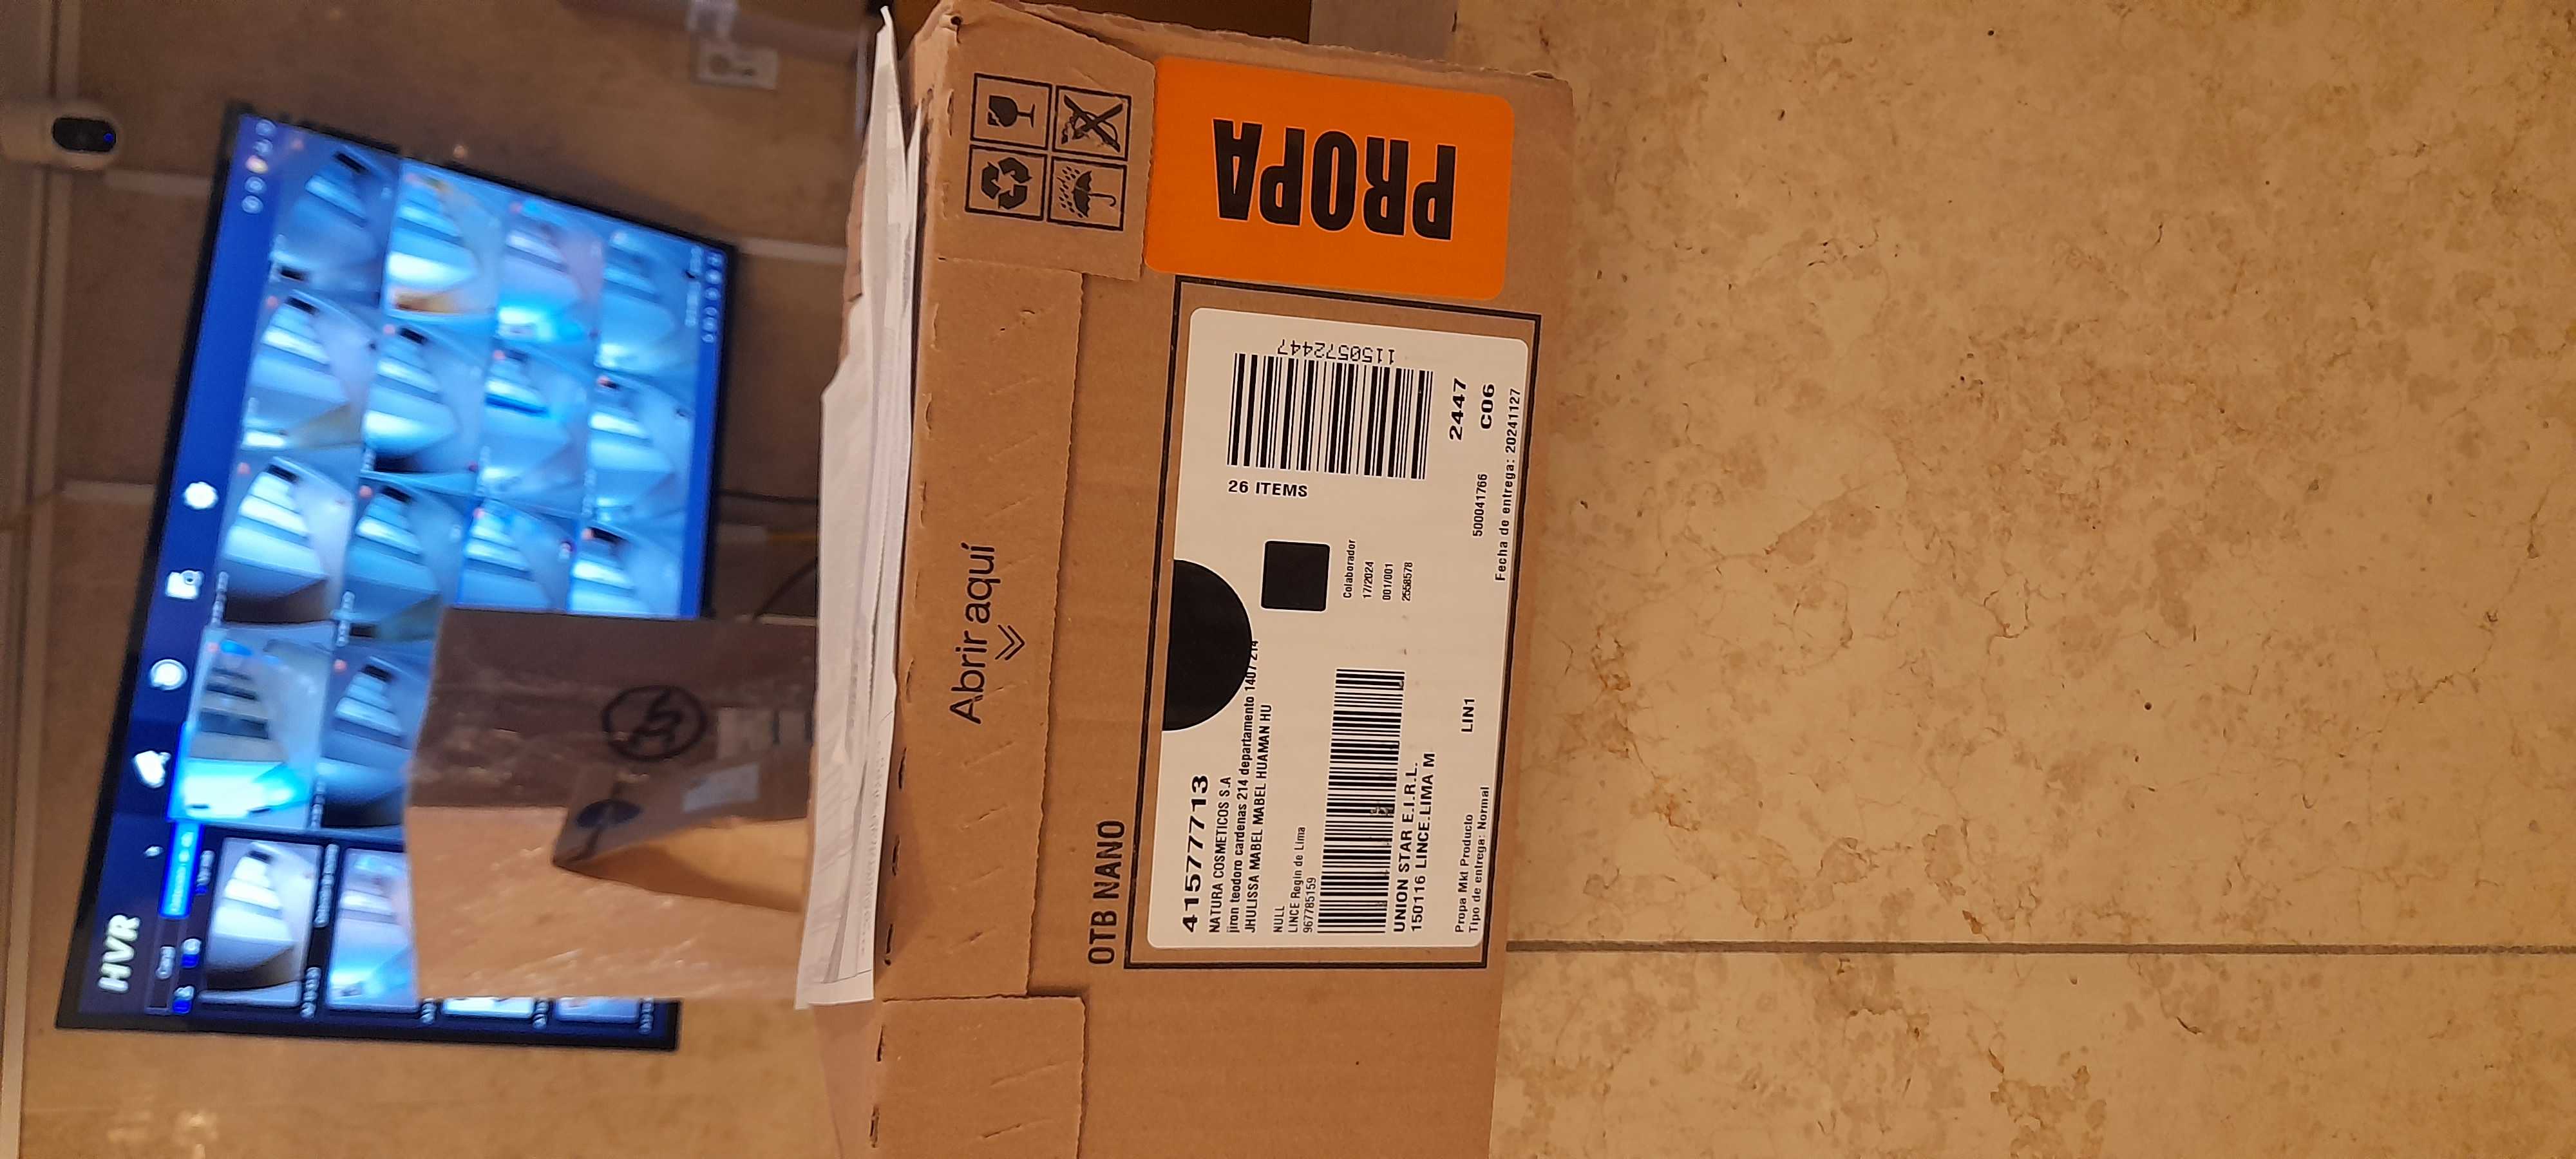 HVR
Abrir aquí
OTB NANO
PROPA
415777713
NATURA COSMETICOS S.A
jiron teodoro cardenas 214 departamento 1407 214
JHULISSA MABEL MABEL HUAMAN HU
NULL
LINCE Regin de Lima
967785159
UNION STAR E.I.R.L.
150116 LINCE.LIMA M
Propa Mkt Producto
LIN1
Tipo de entrega: Normal
Colaborador
17/2024
001/001
2558578
26 ITEMS
1150572447
2447
500041766
C06
Fecha de entrega: 20241127